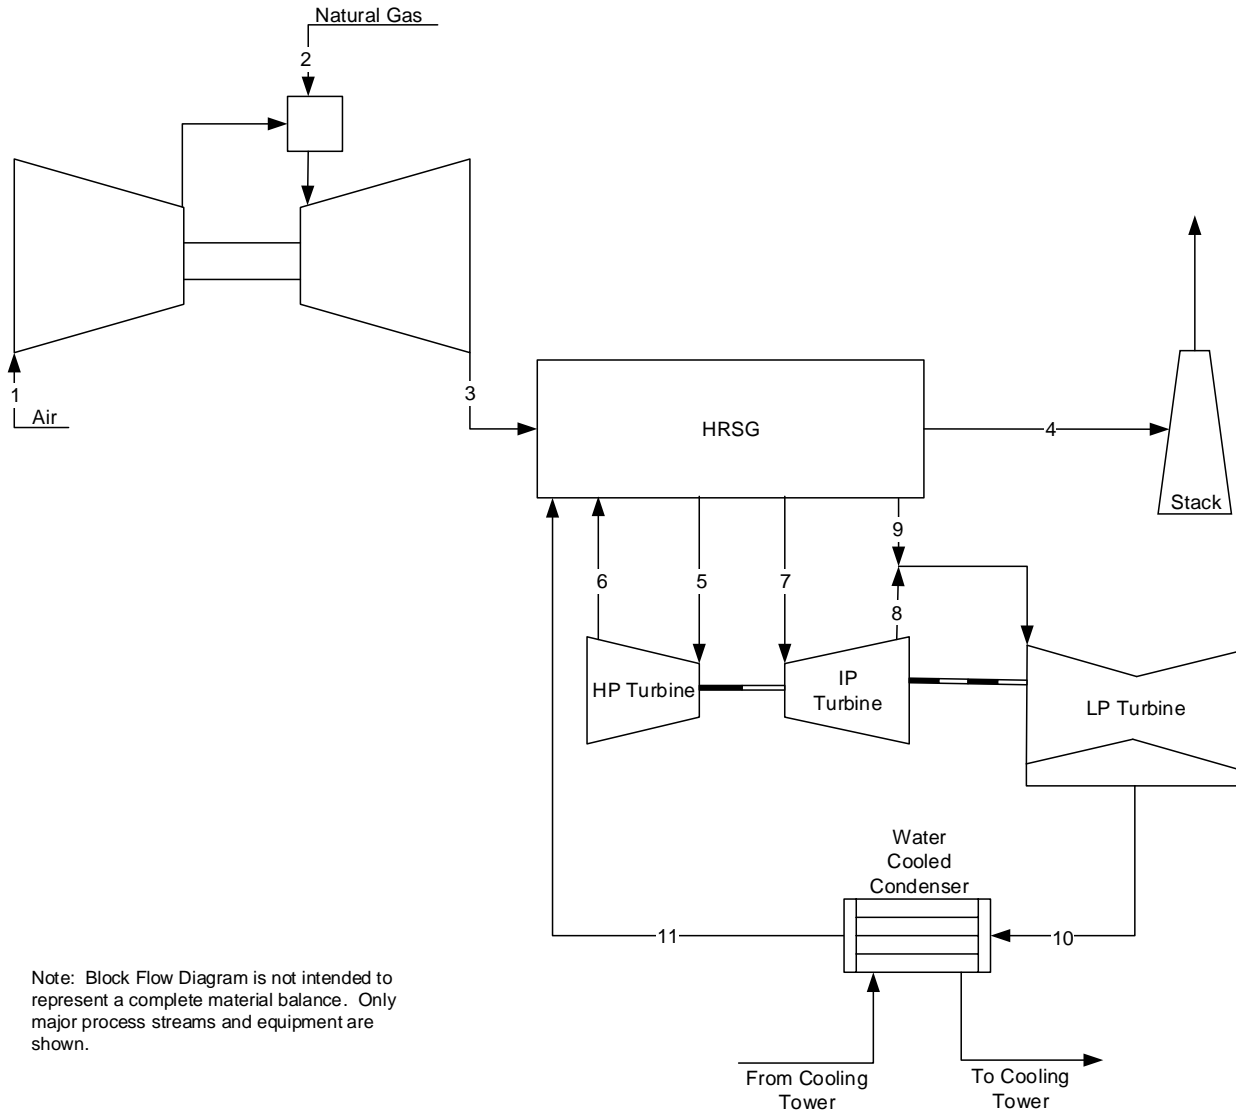 Natural Gas
2
1
Air
3
HRSG
4
Stack
9
6
5
7
8
HP Turbine
IP
Turbine
LP Turbine
Water
Cooled
Condenser
11
10
Note:  Block Flow Diagram is not intended to
represent a complete material balance.  Only
major process streams and equipment are
shown.
From Cooling
Tower
To Cooling
Tower